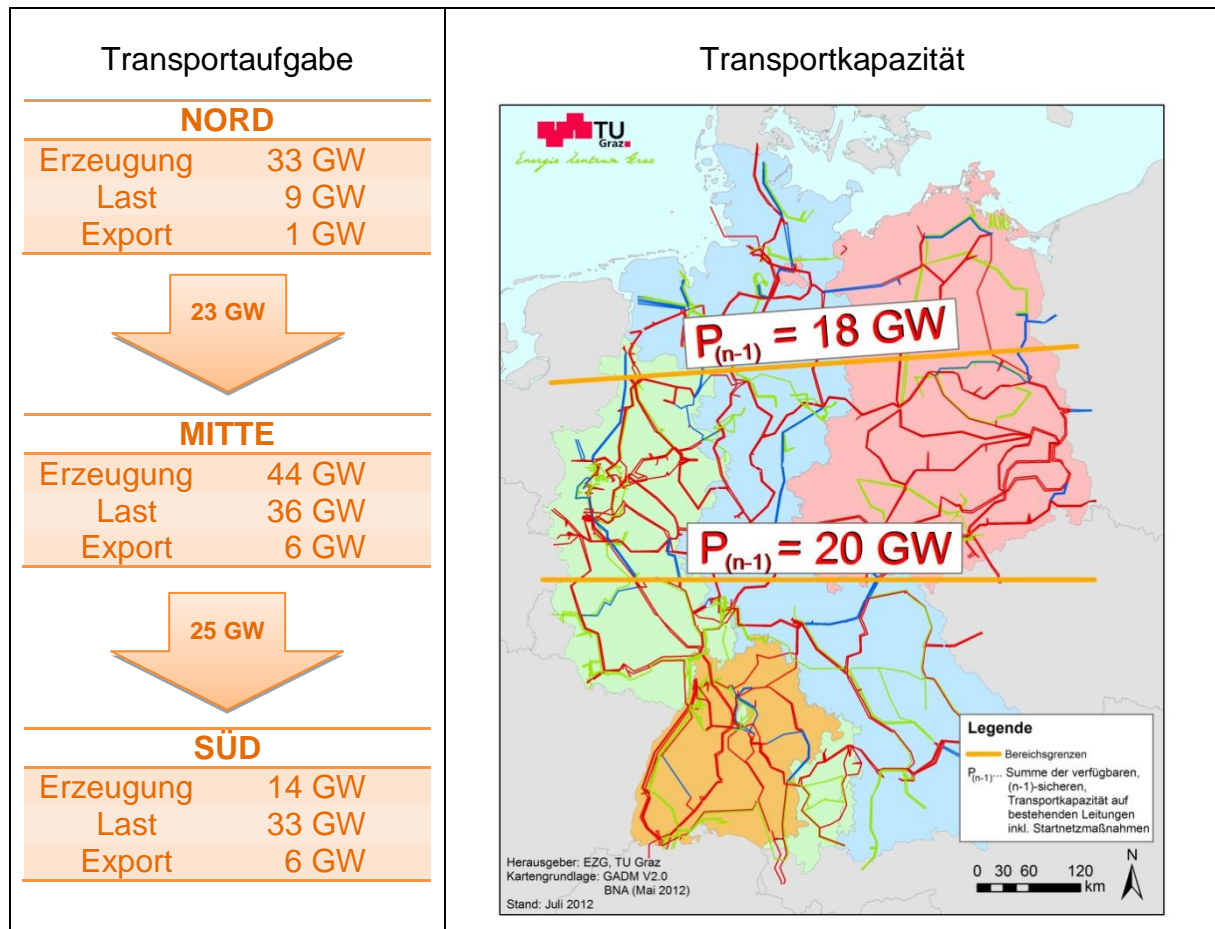 Transportaufgabe
NORD
Erzeugung 33 GW
Last 9 GW
Export 1 GW
23 GW
MITTE
Erzeugung 44 GW
Last 36 GW
Export 6 GW
25 GW
SÜD
Erzeugung 14 GW
Last 33 GW
Export 6 GW
Transportkapazität
TU
Graz
Energie Zentrum Graz
P(n-1) = 18 GW
P(n-1) = 20 GW
Legende
Bereichsgrenzen
P(n-1)... Summe der verfügbaren,
(n-1)-sicheren,
Transportkapazität auf
bestehenden Leitungen
inkl. Startnetzmaßnahmen
Herausgeber: EZG, TU Graz
Kartengrundlage: GADM V2.0
BNA (Mai 2012)
Stand: Juli 2012
0 30 60 120
km
N